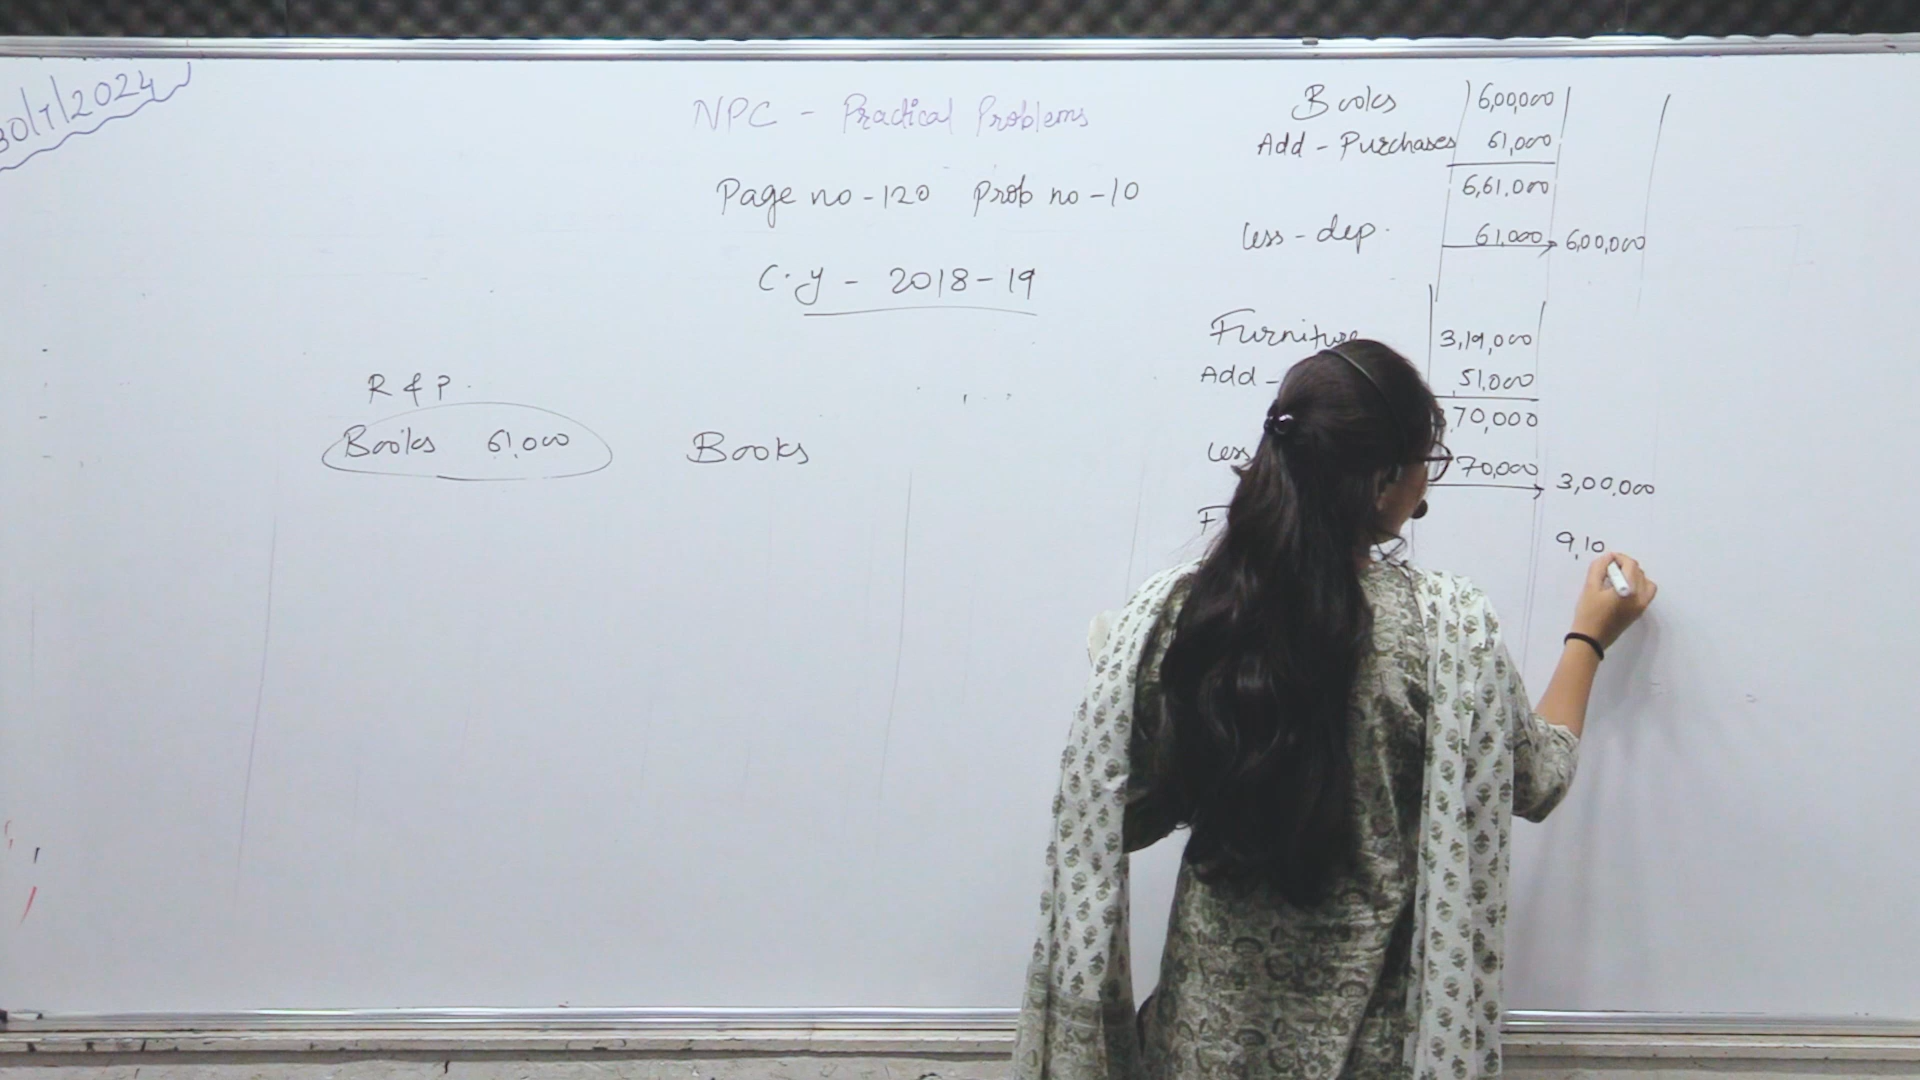 30/7/2024
NPC - Practical Problems
Page no - 120 Prob no - 10
C.y - 2018 - 19
R & P.
Books 61,000
Books
Books 6,00,000
Add - Purchases 61,000
6,61,000
Less - dep. 61,000 6,00,000
Furniture 3,19,000
Add - 51,000
70,000
Less 70,000 3,00,000
F
9,10